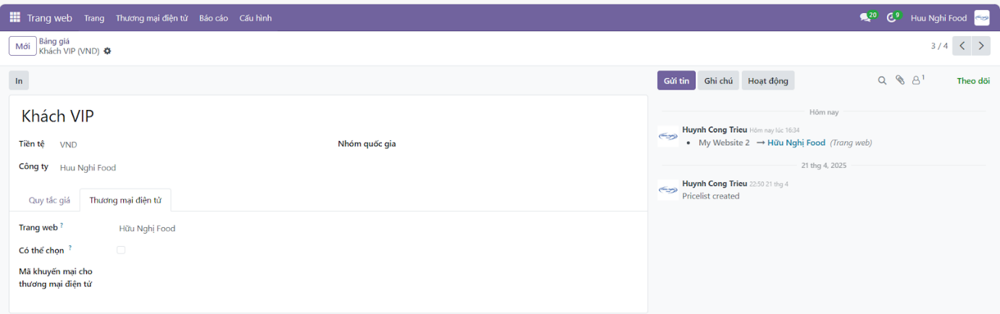 Trang web Trang Thương mại điện tử Báo cáo Cấu hình 20 9 Huu Nghi Food
Mới
Bảng giá
Khách VIP (VND)
3 / 4
In
Gửi tin Ghi chú Hoạt động 1 Theo dõi
Khách VIP
Tiền tệ VND
Nhóm quốc gia
Công ty Huu Nghi Food
Quy tắc giá Thương mại điện tử
Trang web ? Hữu Nghị Food
Có thể chọn ?
Mã khuyến mại cho
thương mại điện tử
Hôm nay
Huynh Cong Trieu Hôm nay lúc 16:34
• My Website 2 → Hữu Nghị Food (Trang web)
21 thg 4, 2025
Huynh Cong Trieu 22:50 21 thg 4
Pricelist created